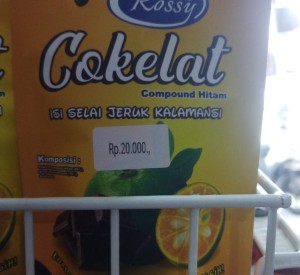 Rossy
Cokelat
Compound Hitam
ISI SELAI JERUK KALAMANSI
Rp.20.000.,
Komposisi :